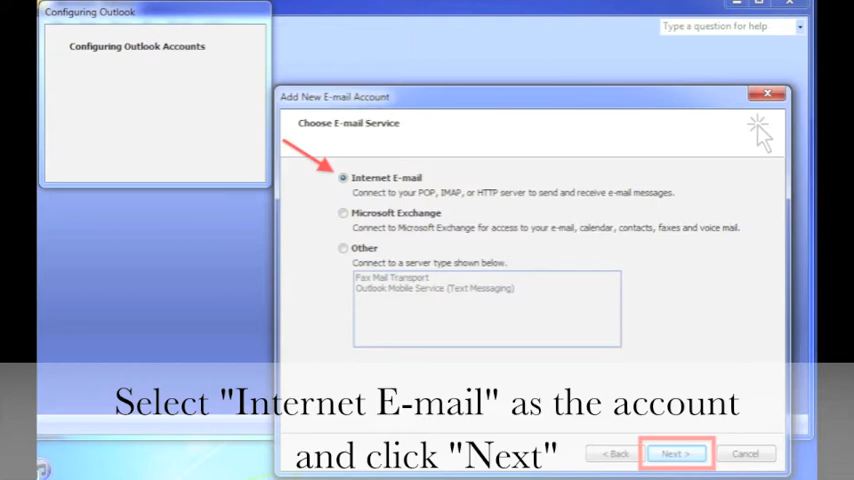 Configuring Outlook
Configuring Outlook Accounts
Type a question for help
Add New E-mail Account
Choose E-mail Service
Internet E-mail
Connect to your POP, IMAP, or HTTP server to send and receive e-mail messages.
Microsoft Exchange
Connect to Microsoft Exchange for access to your e-mail, calendar, contacts, faxes and voice mail.
Other
Connect to a server type shown below.
Fax Mail Transport
Outlook Mobile Service (Text Messaging)
Select "Internet E-mail" as the account
and click "Next"
< Back
Next >
Cancel